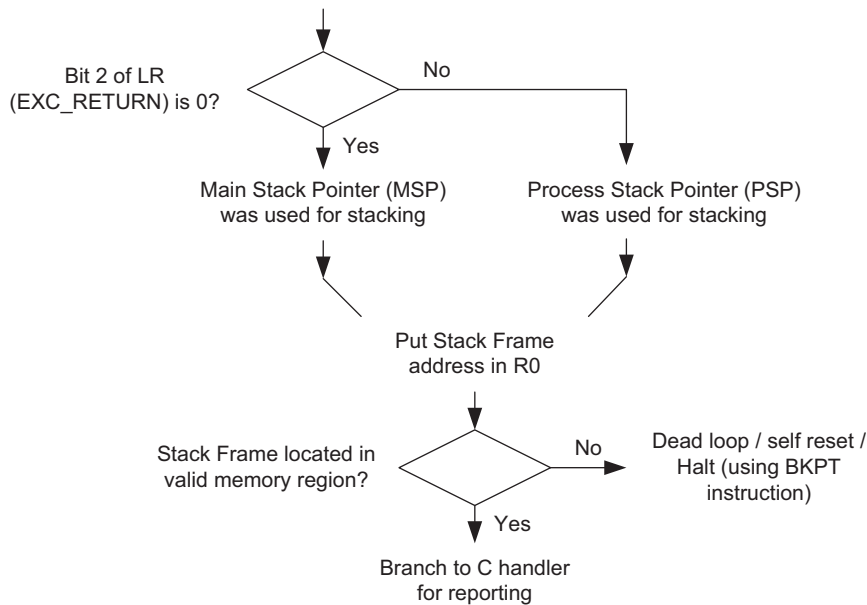 Bit 2 of LR
(EXC_RETURN) is 0?
No
Yes
Main Stack Pointer (MSP)
was used for stacking
Process Stack Pointer (PSP)
was used for stacking
Put Stack Frame
address in R0
Stack Frame located in
valid memory region?
No
Dead loop / self reset /
Halt (using BKPT
instruction)
Yes
Branch to C handler
for reporting